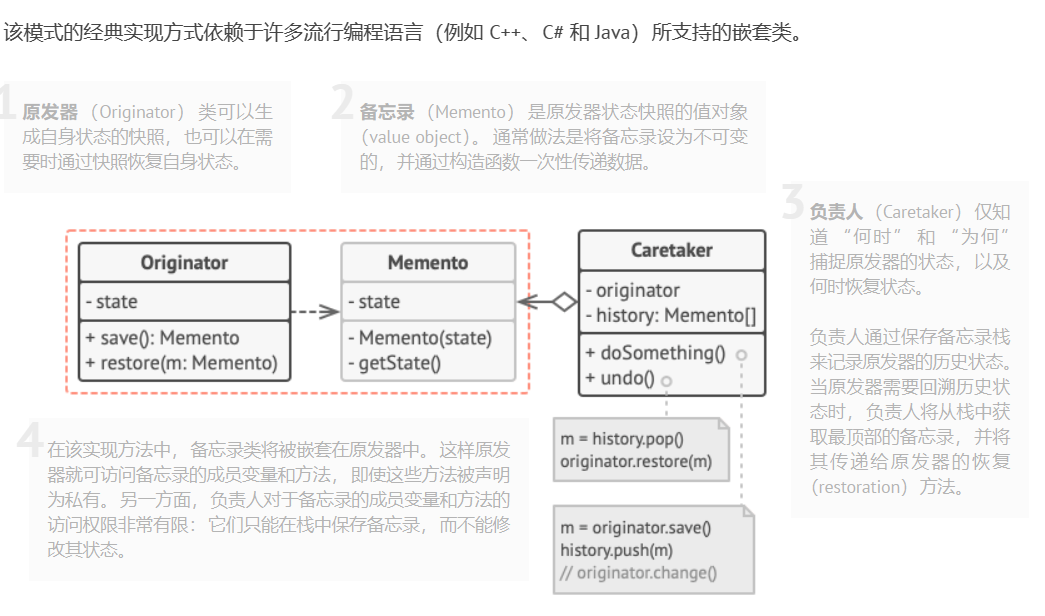 该模式的经典实现方式依赖于许多流行编程语言（例如 C++、 C# 和 Java）所支持的嵌套类。
1
原发器 （Originator） 类可以生
成自身状态的快照，也可以在需
要时通过快照恢复自身状态。
2
备忘录 （Memento） 是原发器状态快照的值对象
（value object）。 通常做法是将备忘录设为不可变
的，并通过构造函数一次性传递数据。
3
负责人 （Caretaker） 仅知
道 “何时” 和 “为何”
捕捉原发器的状态，以及
何时恢复状态。
负责人通过保存备忘录栈
来记录原发器的历史状态。
当原发器需要回溯历史状
态时，负责人将从栈中获
取最顶部的备忘录，并将
其传递给原发器的恢复
（restoration）方法。
Originator
- state
+ save(): Memento
+ restore(m: Memento)
Memento
- state
- Memento(state)
- getState()
Caretaker
- originator
- history: Memento[]
+ doSomething()
+ undo()
m = history.pop()
originator.restore(m)
m = originator.save()
history.push(m)
// originator.change()
4
在该实现方法中，备忘录类将被嵌套在原发器中。这样原发
器就可访问备忘录的成员变量和方法，即使这些方法被声明
为私有。另一方面，负责人对于备忘录的成员变量和方法的
访问权限非常有限： 它们只能在栈中保存备忘录，而不能修
改其状态。